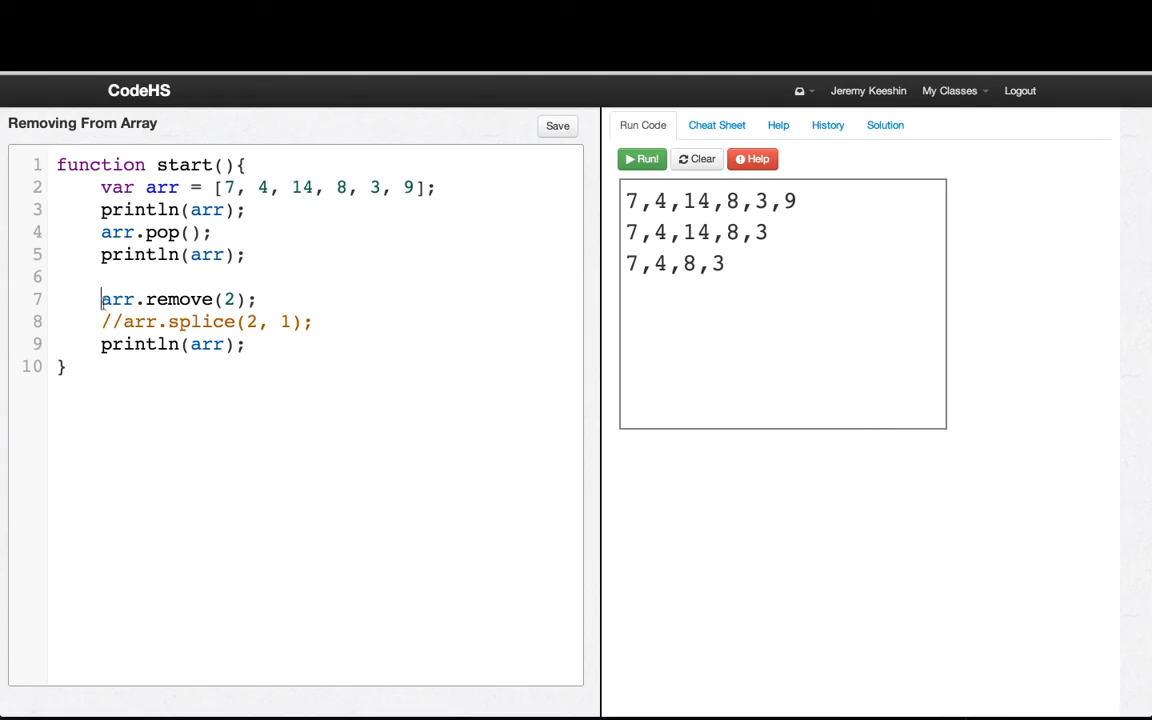 CodeHS
Jeremy Keeshin My Classes Logout
Removing From Array
Save
1 function start(){
2 var arr = [7, 4, 14, 8, 3, 9];
3 println(arr);
4 arr.pop();
5 println(arr);
6
7 arr.remove(2);
8 //arr.splice(2, 1);
9 println(arr);
10 }
Run Code Cheat Sheet Help History Solution
Run! Clear Help
7,4,14,8,3,9
7,4,14,8,3
7,4,8,3